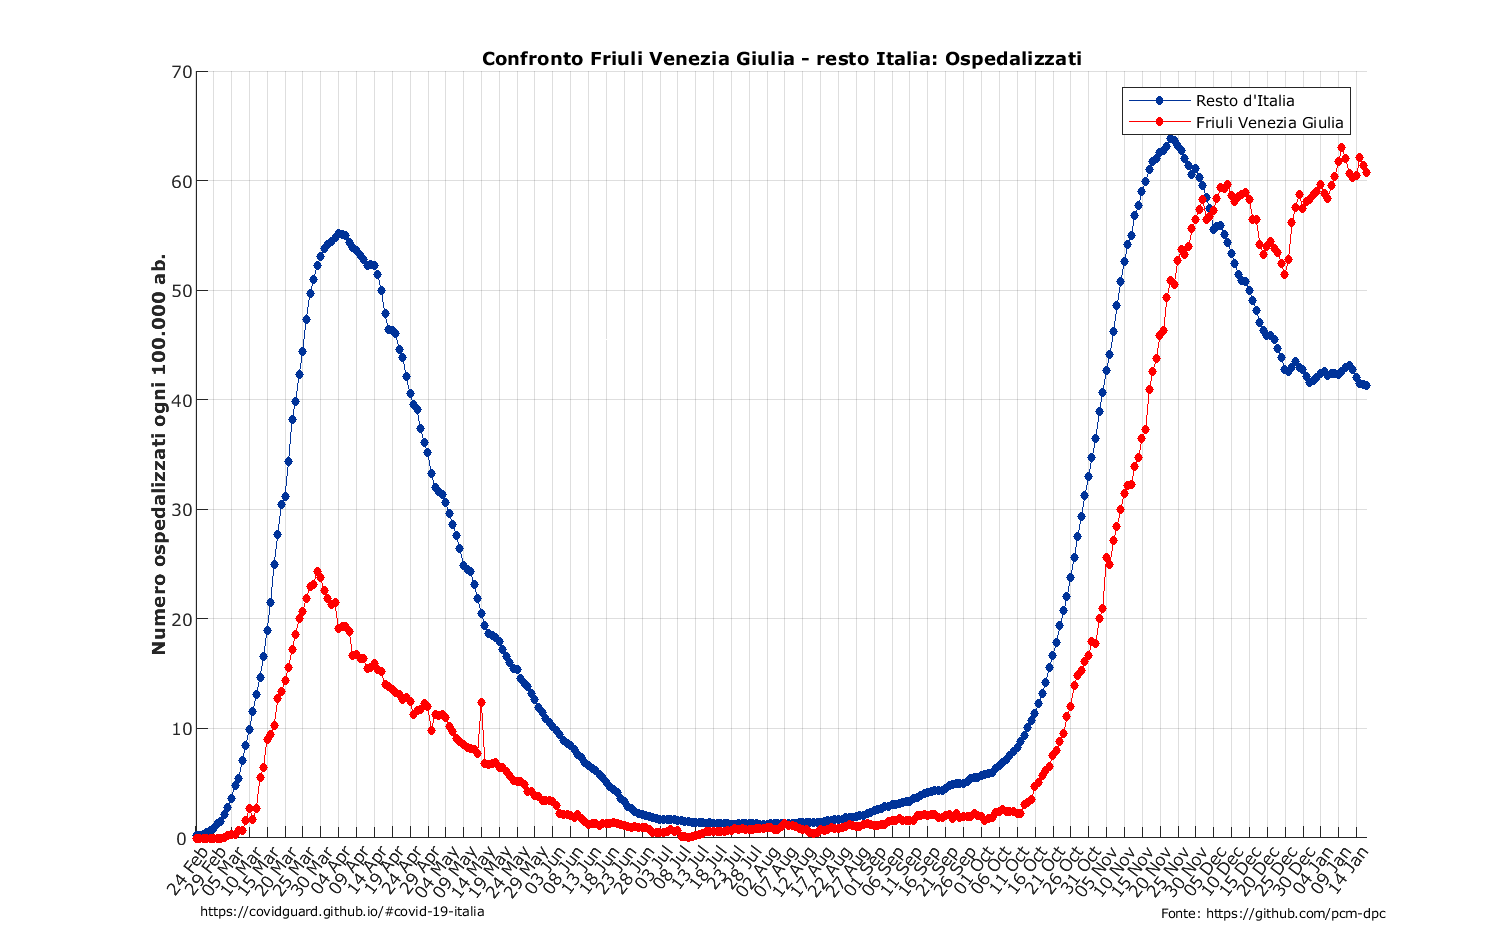 Confronto Friuli Venezia Giulia - resto Italia: Ospedalizzati
Resto d'Italia
Friuli Venezia Giulia
Numero ospedalizzati ogni 100.000 ab.
70
60
50
40
30
20
10
0
24 Feb
29 Feb
05 Mar
10 Mar
15 Mar
20 Mar
25 Mar
30 Mar
04 Apr
09 Apr
14 Apr
19 Apr
24 Apr
29 Apr
04 May
09 May
14 May
19 May
24 May
29 May
03 Jun
08 Jun
13 Jun
18 Jun
23 Jun
28 Jun
03 Jul
08 Jul
13 Jul
18 Jul
23 Jul
28 Jul
02 Aug
07 Aug
12 Aug
17 Aug
22 Aug
27 Aug
01 Sep
06 Sep
11 Sep
16 Sep
21 Sep
26 Sep
01 Oct
06 Oct
11 Oct
16 Oct
21 Oct
26 Oct
31 Oct
05 Nov
10 Nov
15 Nov
20 Nov
25 Nov
30 Nov
05 Dec
10 Dec
15 Dec
20 Dec
25 Dec
30 Dec
04 Jan
09 Jan
14 Jan
https://covidguard.github.io/#covid-19-italia
Fonte: https://github.com/pcm-dpc